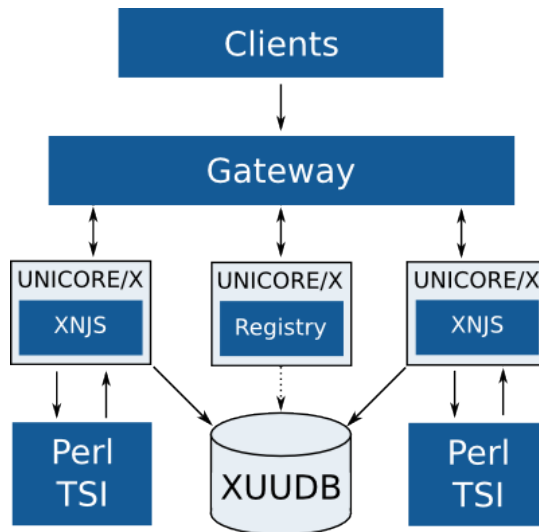 Clients
Gateway
UNICORE/X
XNJS
UNICORE/X
Registry
UNICORE/X
XNJS
Perl
TSI
XUUDB
Perl
TSI